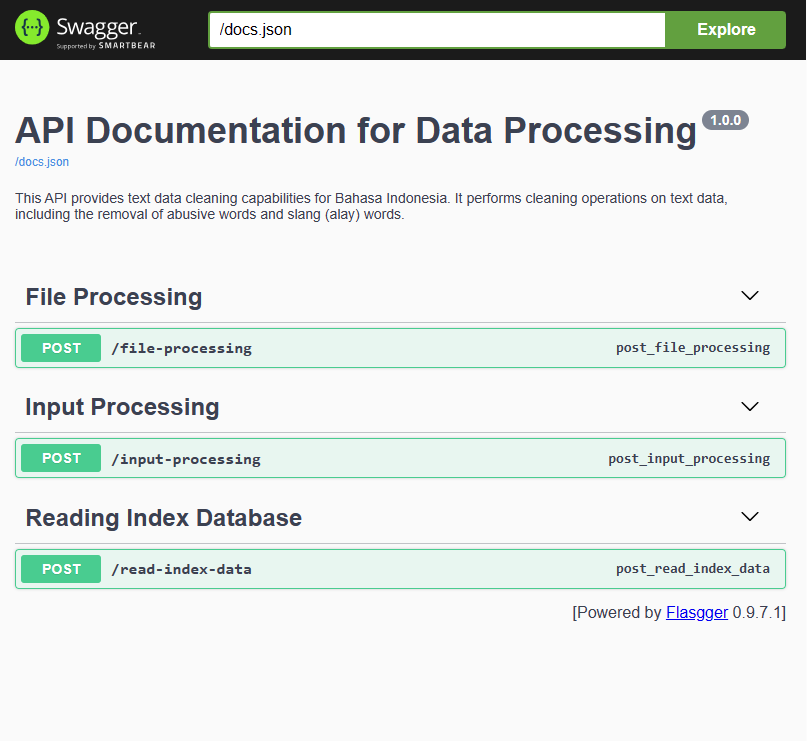 Swagger.
Supported by SMARTBEAR
/docs.json
Explore
API Documentation for Data Processing 1.0.0
/docs.json
This API provides text data cleaning capabilities for Bahasa Indonesia. It performs cleaning operations on text data,
including the removal of abusive words and slang (alay) words.
File Processing
POST /file-processing post_file_processing
Input Processing
POST /input-processing post_input_processing
Reading Index Database
POST /read-index-data post_read_index_data
[Powered by Flasgger 0.9.7.1]